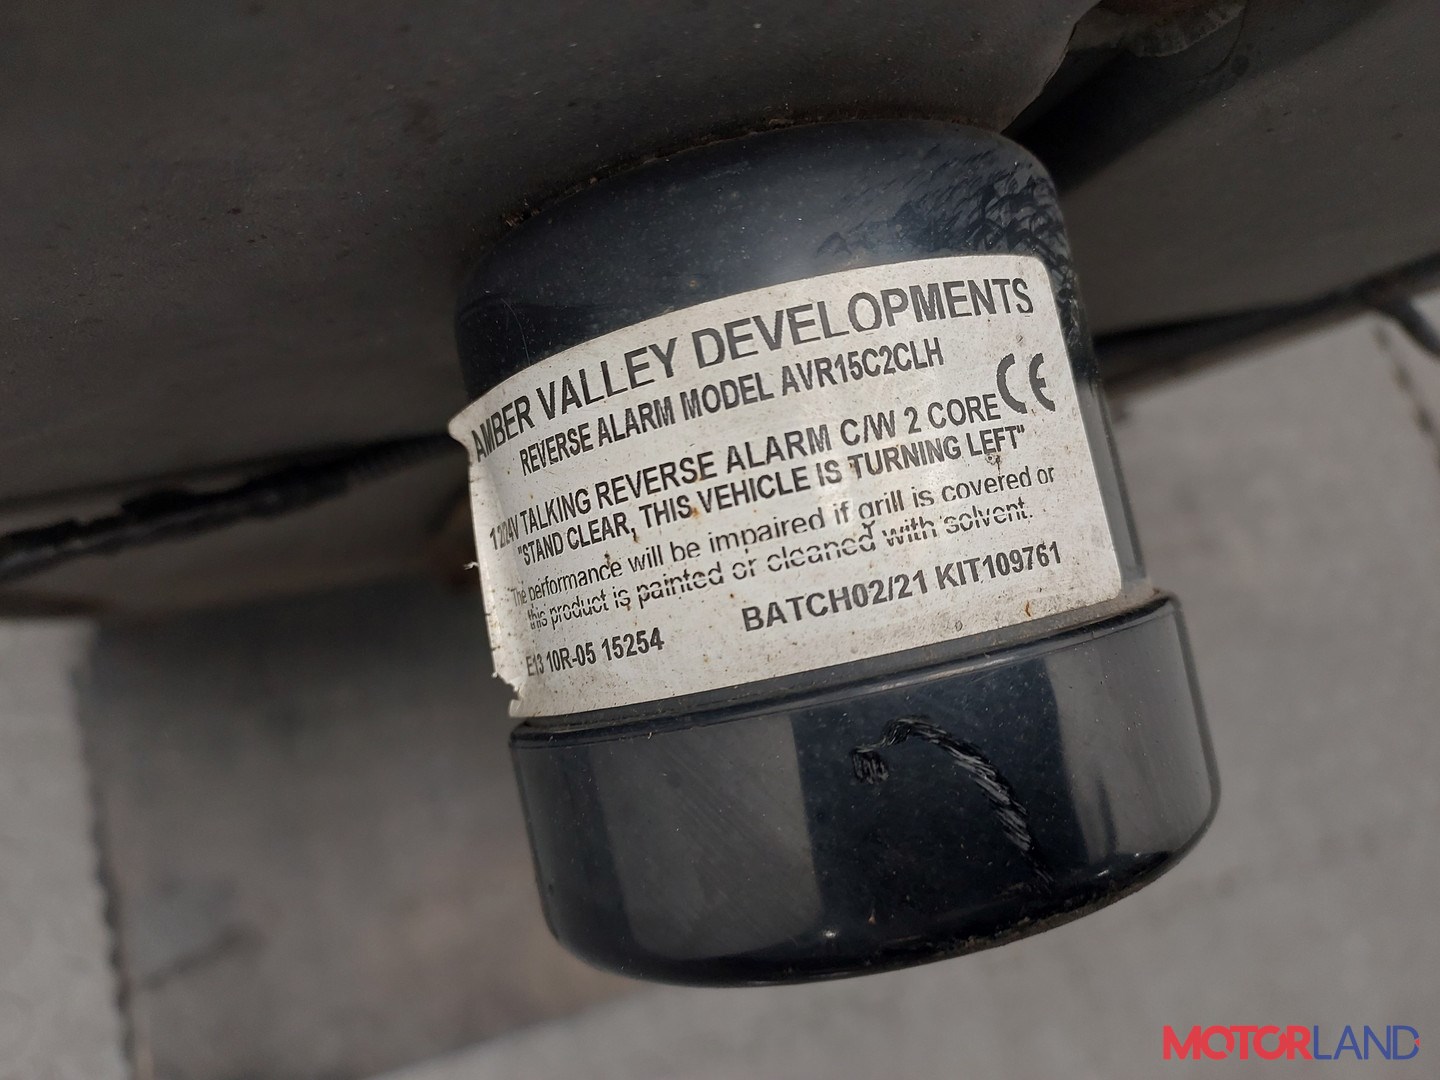 AMBER VALLEY DEVELOPMENTS
REVERSE ALARM MODEL AVR15C2CLH
CE
12/24V TALKING REVERSE ALARM C/W 2 CORE
"STAND CLEAR, THIS VEHICLE IS TURNING LEFT"
The performance will be impaired if grill is covered or
this product is painted or cleaned with solvent.
BATCH02/21 KIT109761
E13 10R-05 15254
MOTORLAND